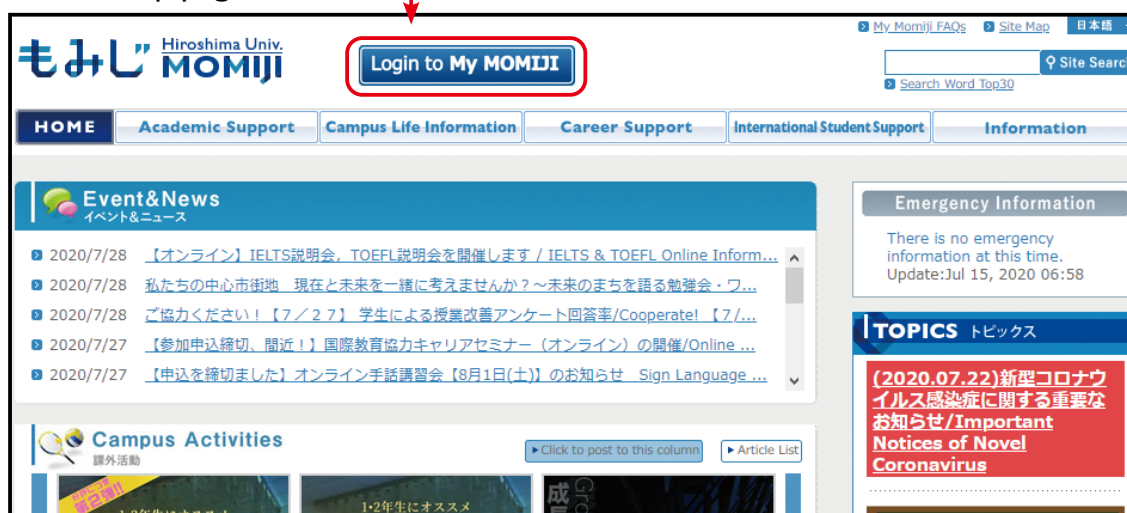 My Momiji FAQs Site Map 日本語
もみじ Hiroshima Univ. MOMIJI
Login to My MOMIJI
Site Search
Search Word Top30
HOME Academic Support Campus Life Information Career Support International Student Support Information
Event&News
イベント&ニュース
2020/7/28 【オンライン】IELTS説明会，TOEFL説明会を開催します / IELTS & TOEFL Online Inform...
2020/7/28 私たちの中心市街地 現在と未来を一緒に考えませんか？～未来のまちを語る勉強会・ワ...
2020/7/28 ご協力ください！【７／２７】 学生による授業改善アンケート回答率/Cooperate! 【７/...
2020/7/27 【参加申込締切、間近！】国際教育協力キャリアセミナー（オンライン）の開催/Online ...
2020/7/27 【申込を締切ました】オンライン手話講習会【8月1日(土)】のお知らせ Sign Language ...
Emergency Information
There is no emergency
information at this time.
Update:Jul 15, 2020 06:58
TOPICS トピックス
(2020.07.22)新型コロナウ
イルス感染症に関する重要な
お知らせ/Important
Notices of Novel
Coronavirus
Campus Activities
課外活動
Click to post to this column
Article List
第2弾!!
1・2年生にオススメ
成